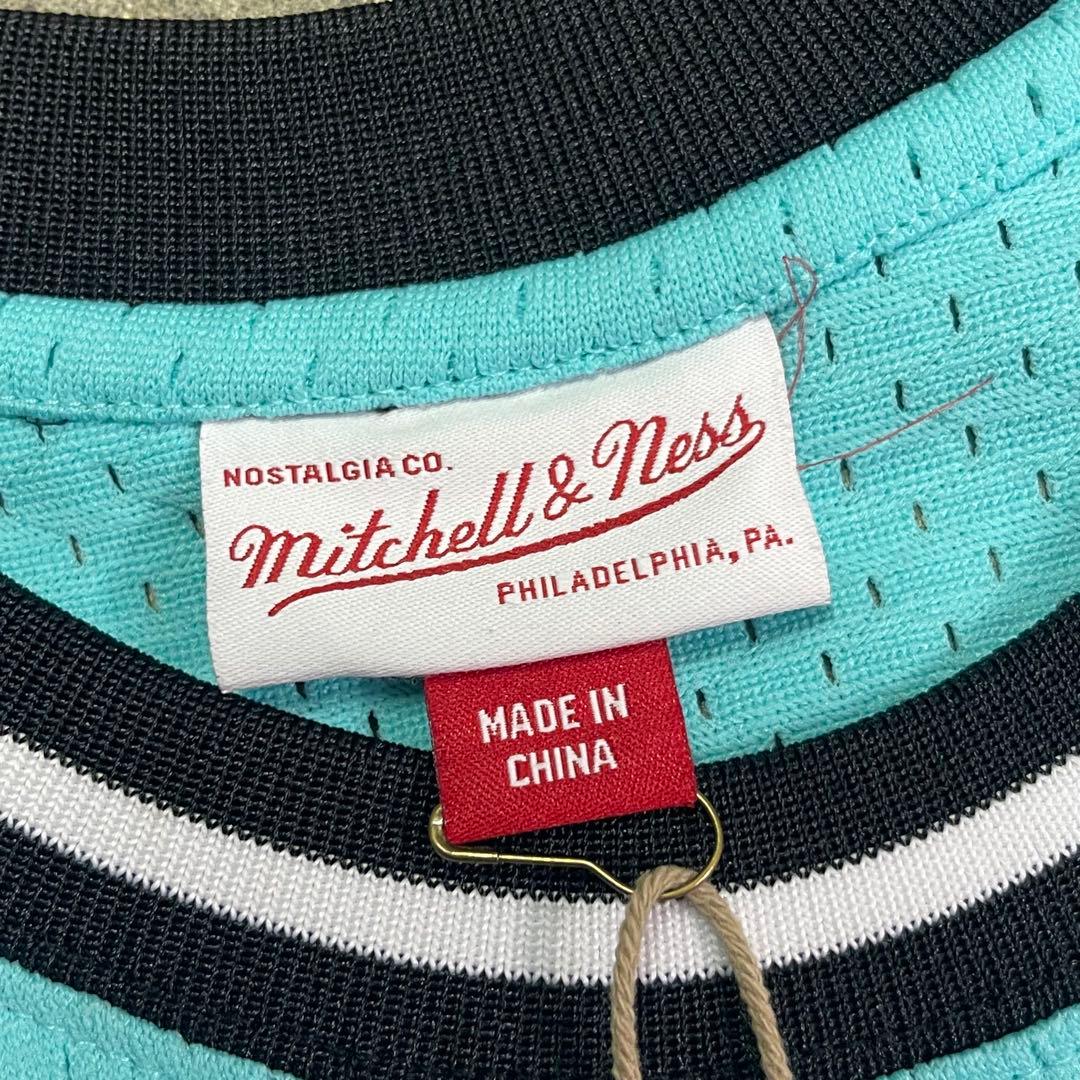 NOSTALGIA CO.
Mitchell & Ness
PHILADELPHIA, PA.
MADE IN
CHINA